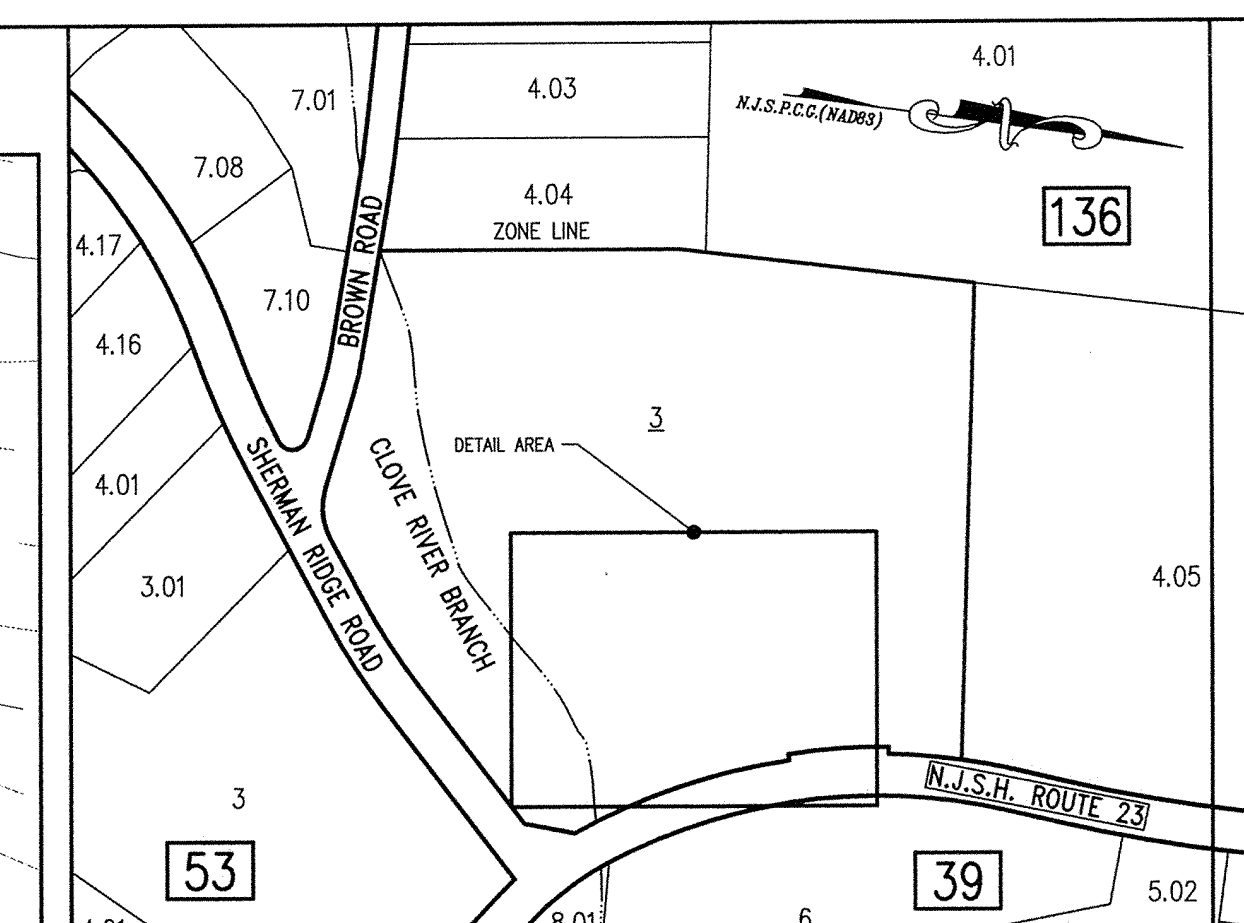 4.01
7.01
4.03
N.J.S.P.C.C.(NAD83)
7.08
4.04
136
4.17
ZONE LINE
BROWN ROAD
7.10
4.16
3
DETAIL AREA
4.01
SHERMAN RIDGE ROAD
CLOVE RIVER BRANCH
3.01
4.05
N.J.S.H. ROUTE 23
3
53
39
5.02
8.01
6